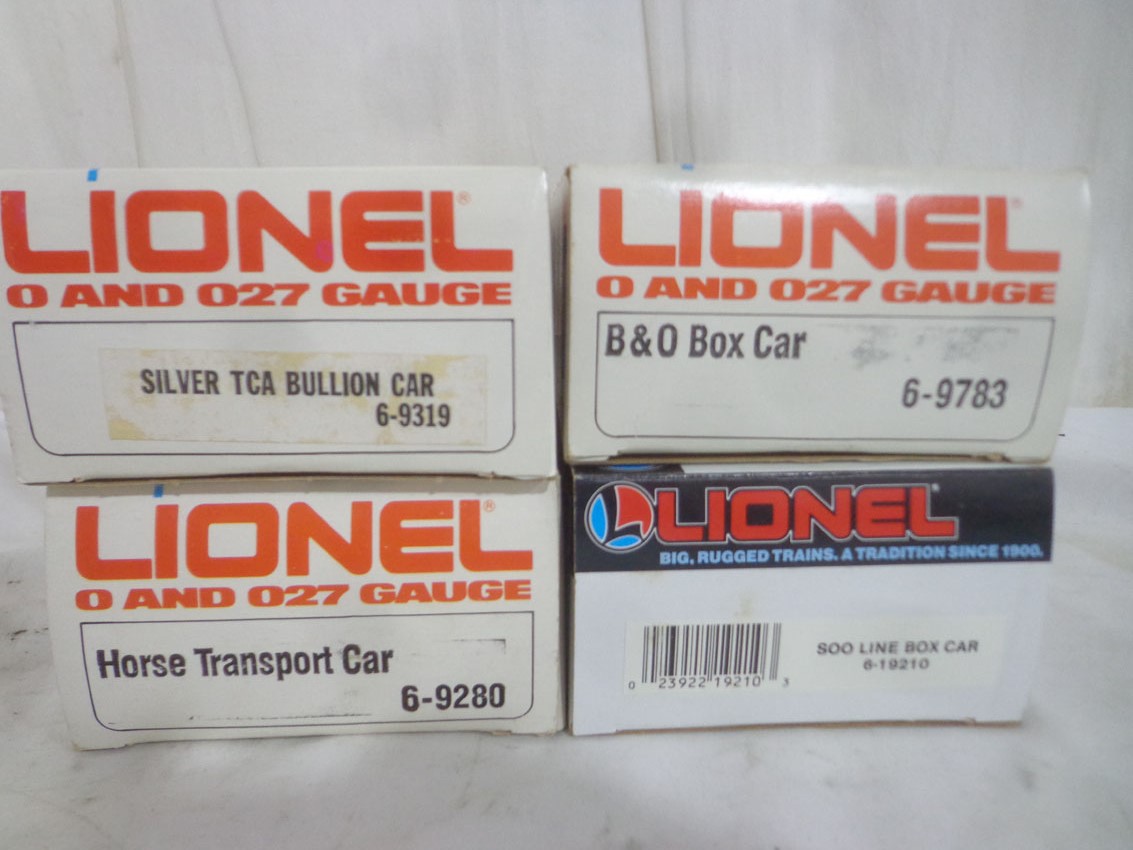 LIONEL®
O AND 027 GAUGE
SILVER TCA BULLION CAR
6-9319
LIONEL®
O AND 027 GAUGE
B&O Box Car
6-9783
LIONEL®
O AND 027 GAUGE
Horse Transport Car
6-9280
L LIONEL®
BIG, RUGGED TRAINS. A TRADITION SINCE 1900.
SOO LINE BOX CAR
6-19210
0 23922 19210 3